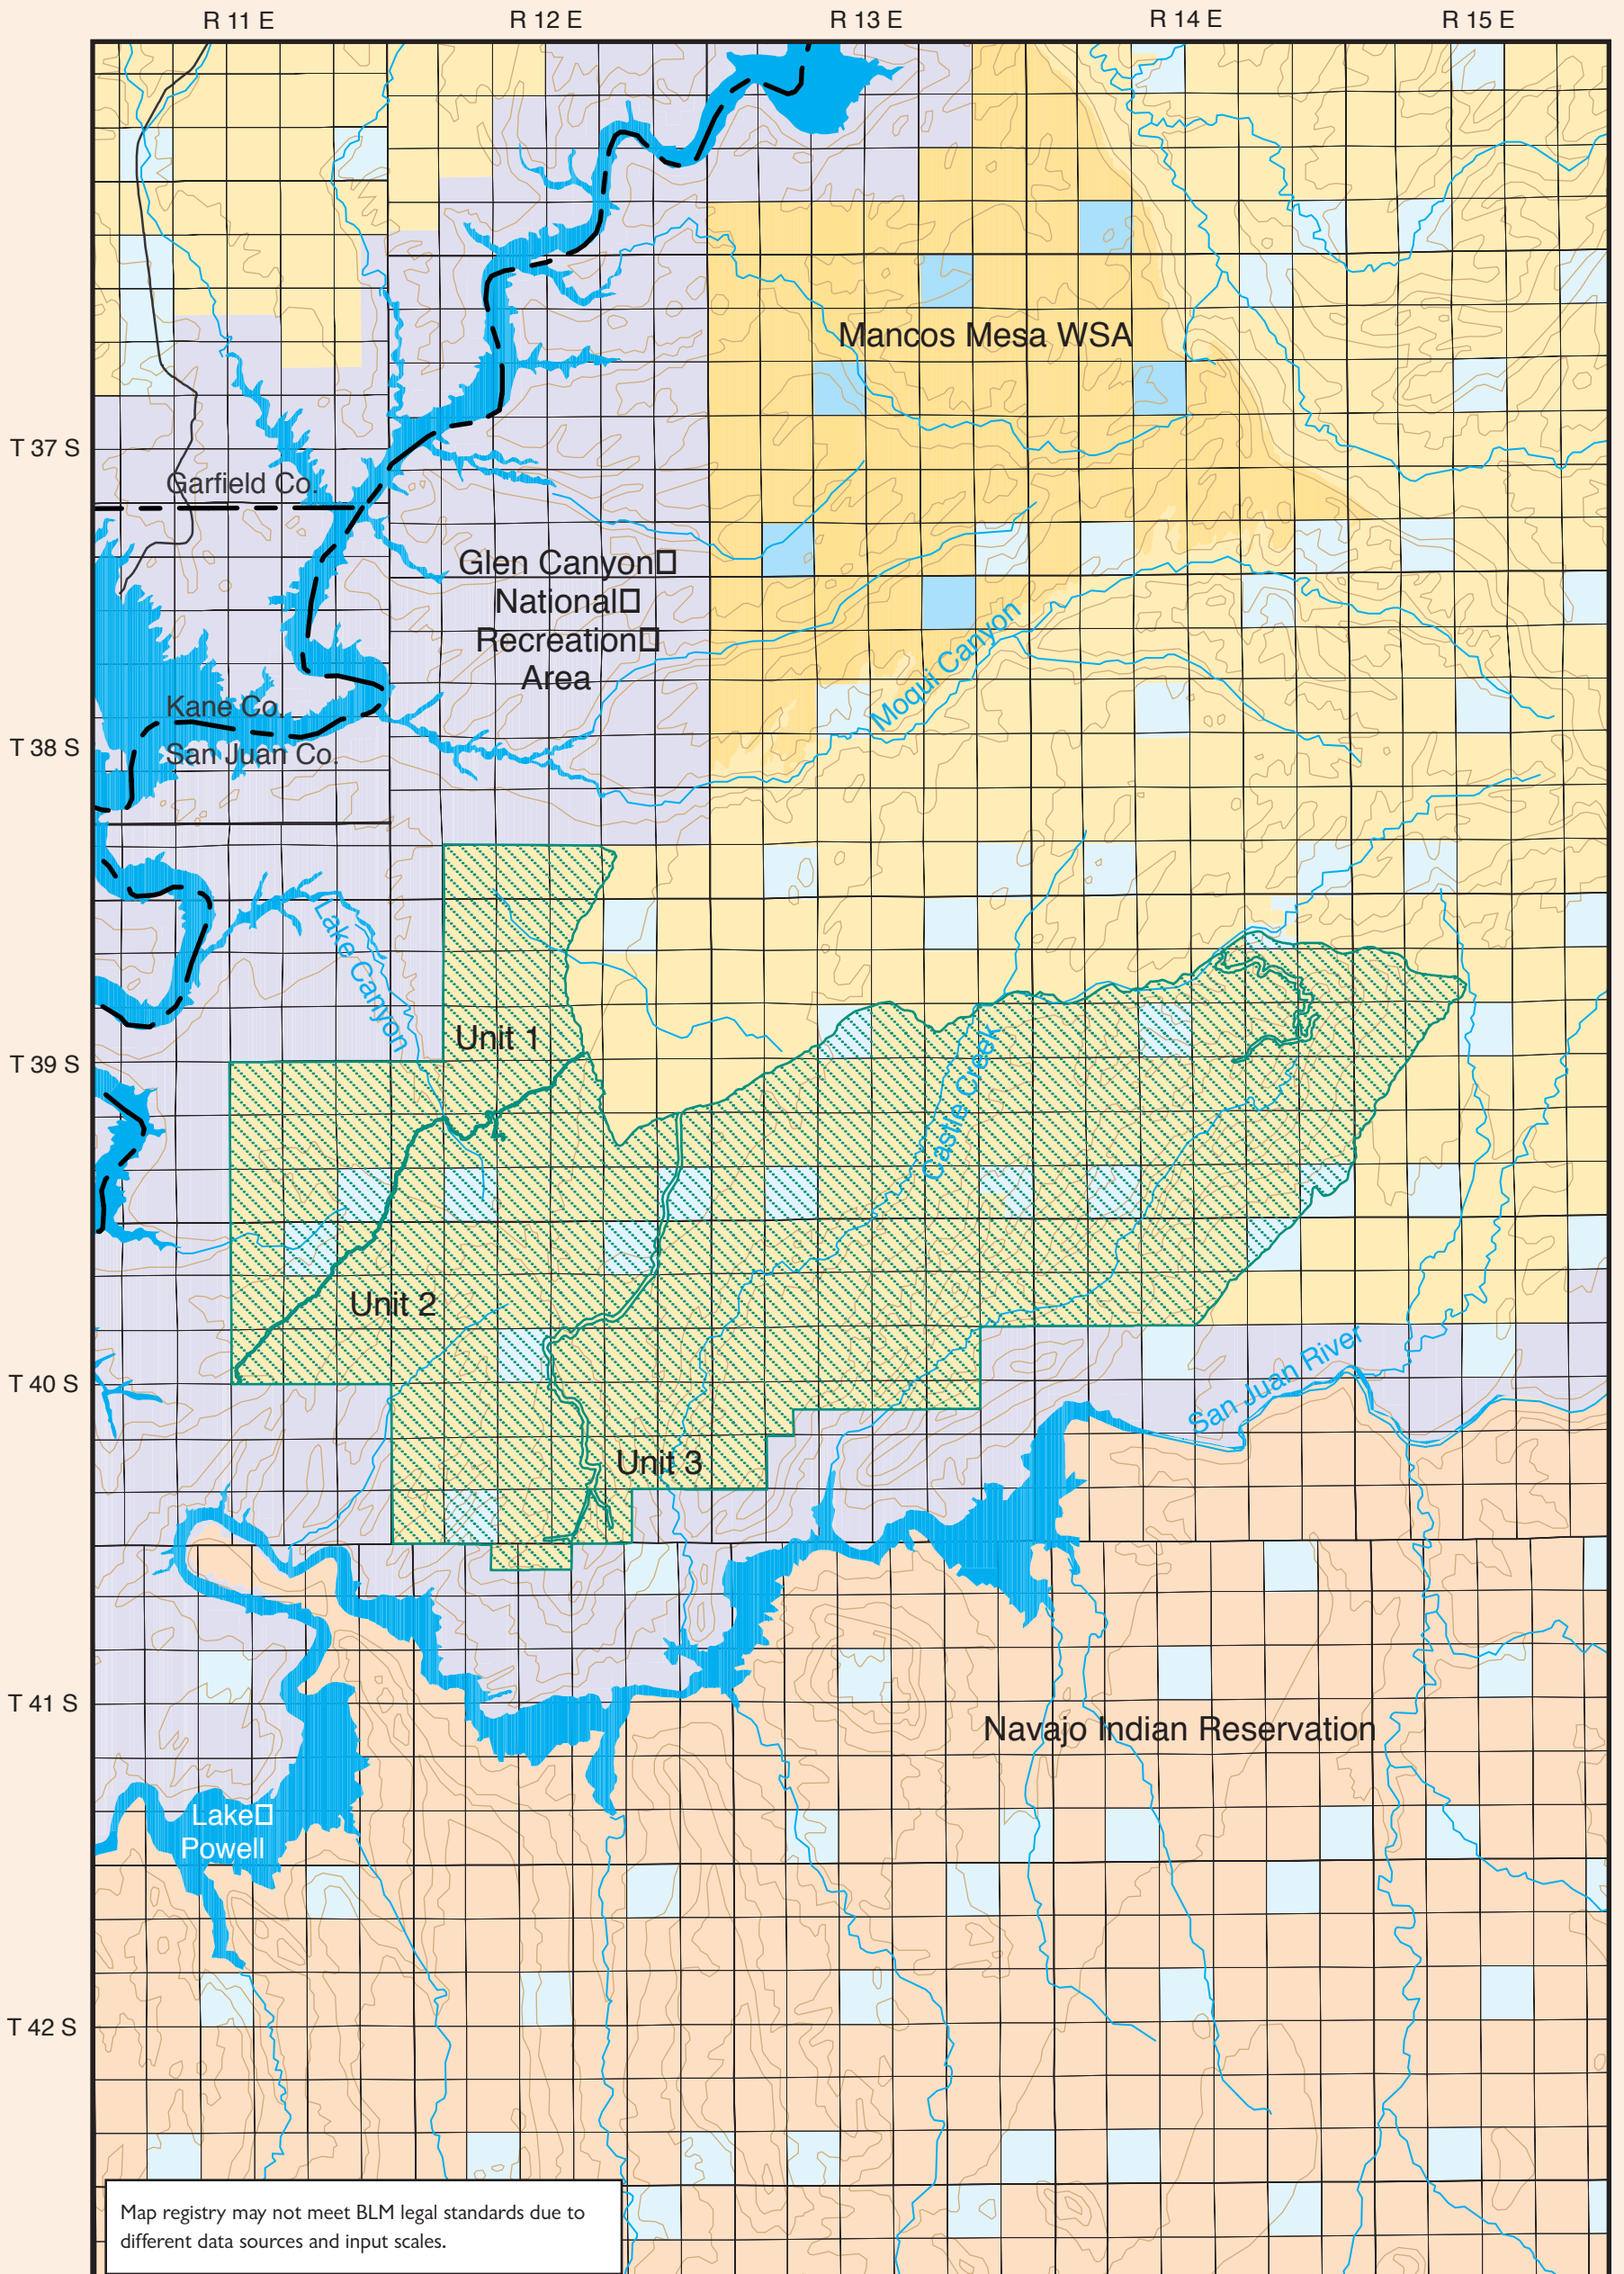 R 11 E R 12 E R 13 E R 14 E R 15 E
Mancos Mesa WSA
T 37 S
Garfield Co.
Glen Canyon
National
Recreation
Area
Moqui Canyon
Kane Co.
T 38 S
San Juan Co.
Lake Canyon
Unit 1
T 39 S
Castle Creek
Unit 2
San Juan River
T 40 S
Unit 3
T 41 S
Navajo Indian Reservation
Lake
Powell
T 42 S
Map registry may not meet BLM legal standards due to
different data sources and input scales.